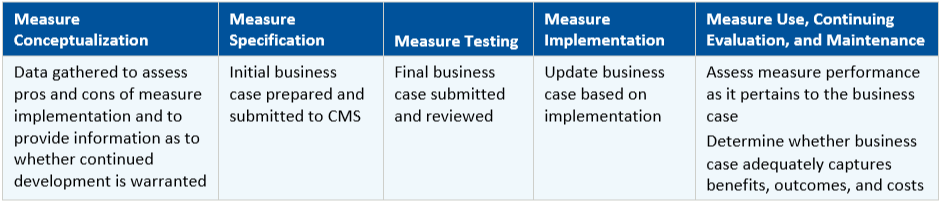 Measure
Conceptualization
Measure
Specification
Measure Testing
Measure
Implementation
Measure Use, Continuing
Evaluation, and Maintenance
Data gathered to assess
pros and cons of measure
implementation and to
provide information as to
whether continued
development is warranted
Initial business
case prepared and
submitted to CMS
Final business
case submitted
and reviewed
Update business
case based on
implementation
Assess measure performance
as it pertains to the business
case
Determine whether business
case adequately captures
benefits, outcomes, and costs